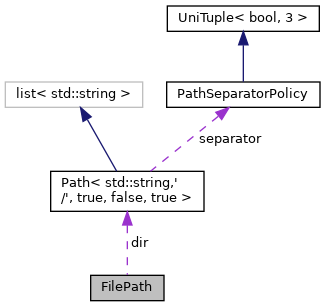 UniTuple< bool, 3 >
list< std::string >
PathSeparatorPolicy
separator
Path< std::string,'
/', true, false, true >
dir
FilePath